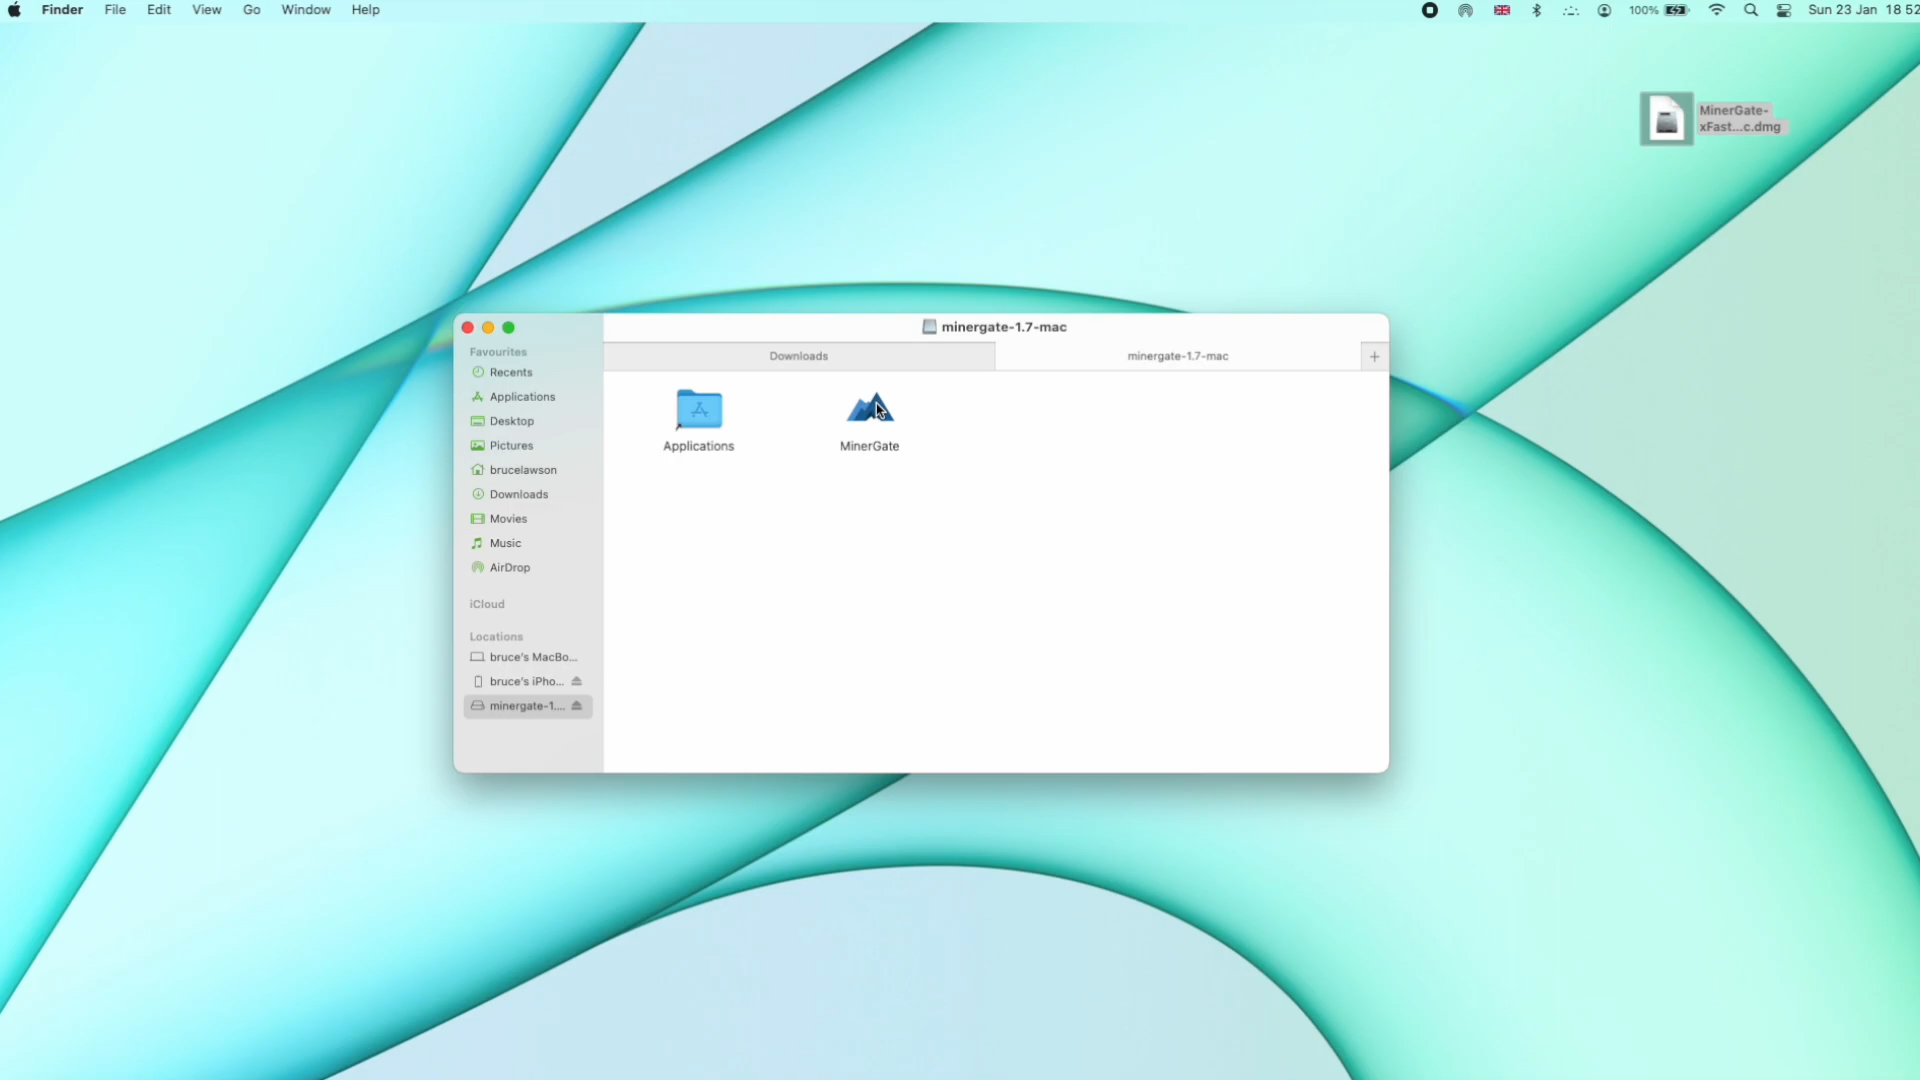 Finder File Edit View Go Window Help 100% Sun 23 Jan 18 52
MinerGate-
xFast...c.dmg
minergate-1.7-mac
Downloads minergate-1.7-mac +
Favourites
Recents
Applications
Desktop
Pictures
brucelawson
Downloads
Movies
Music
AirDrop
iCloud
Locations
bruce's MacBo...
bruce's iPho...
minergate-1....
Applications
MinerGate